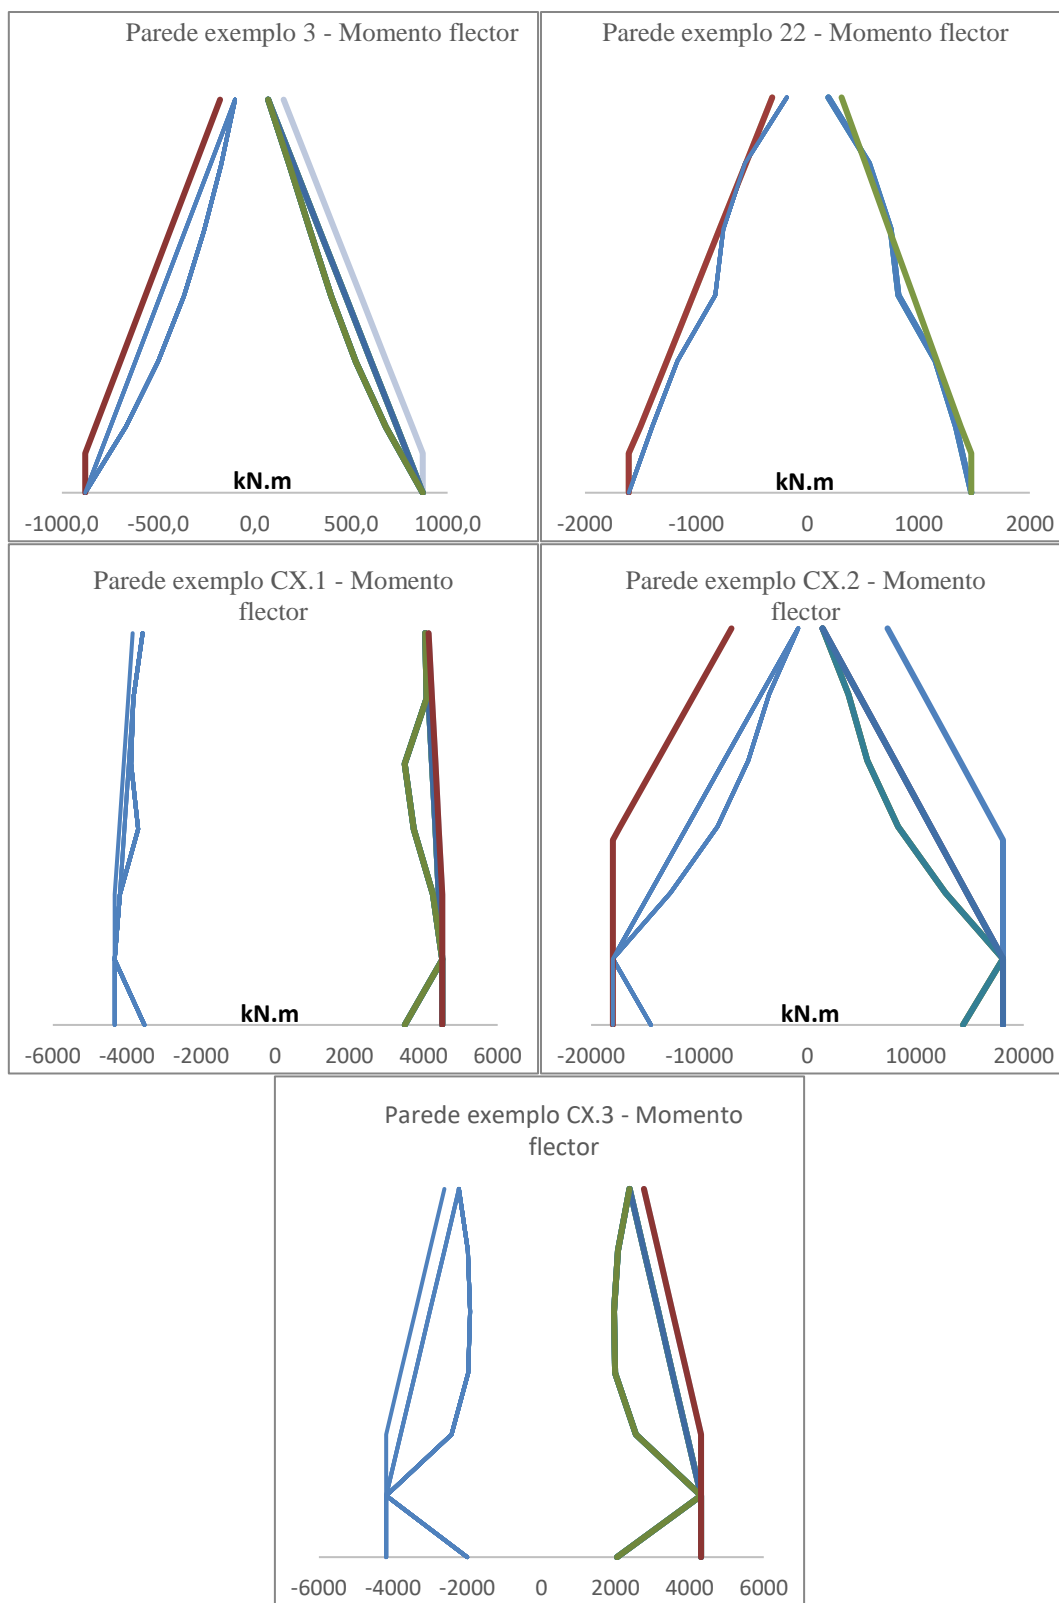 Parede exemplo 3 - Momento flector
kN.m
-1000,0 -500,0 0,0 500,0 1000,0
Parede exemplo 22 - Momento flector
kN.m
-2000 -1000 0 1000 2000
Parede exemplo CX.1 - Momento
flector
kN.m
-6000 -4000 -2000 0 2000 4000 6000
Parede exemplo CX.2 - Momento
flector
kN.m
-20000 -10000 0 10000 20000
Parede exemplo CX.3 - Momento
flector
-6000 -4000 -2000 0 2000 4000 6000